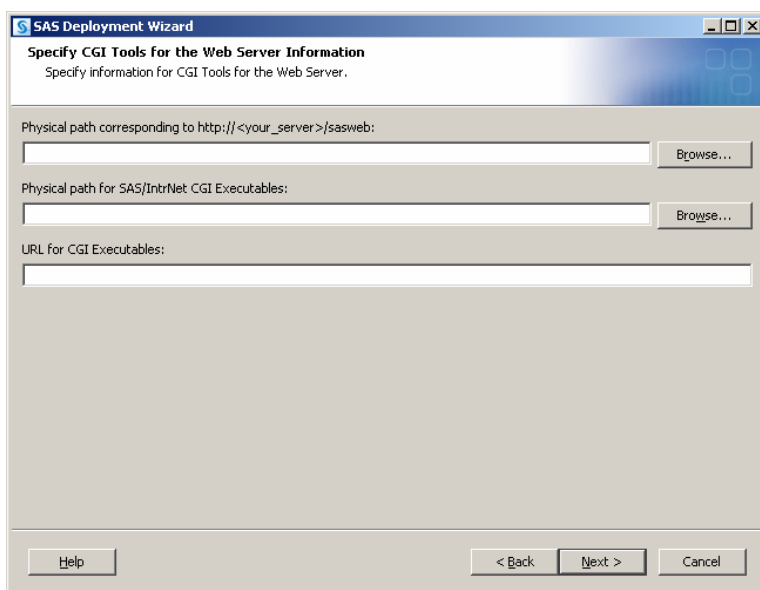 SAS Deployment Wizard
Specify CGI Tools for the Web Server Information
Specify information for CGI Tools for the Web Server.
Physical path corresponding to http://<your_server>/sasweb:
Browse...
Physical path for SAS/IntrNet CGI Executables:
Browse...
URL for CGI Executables:
Help
< Back
Next >
Cancel